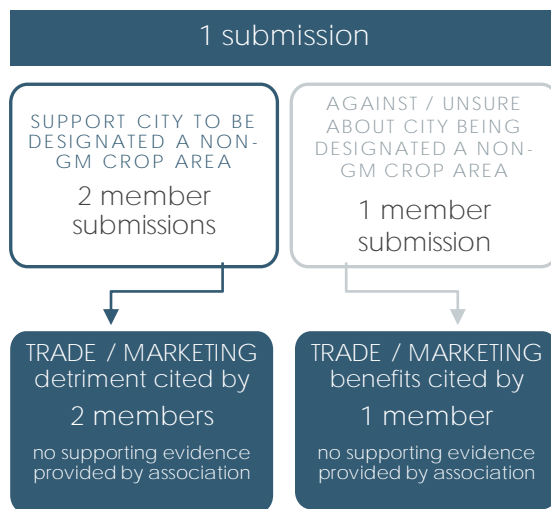 1 submission
SUPPORT CITY TO BE
DESIGNATED A NON-
GM CROP AREA
2 member
submissions
AGAINST / UNSURE
ABOUT CITY BEING
DESIGNATED A NON-
GM CROP AREA
1 member
submission
TRADE / MARKETING
detriment cited by
2 members
no supporting evidence
provided by association
TRADE / MARKETING
benefits cited by
1 member
no supporting evidence
provided by association